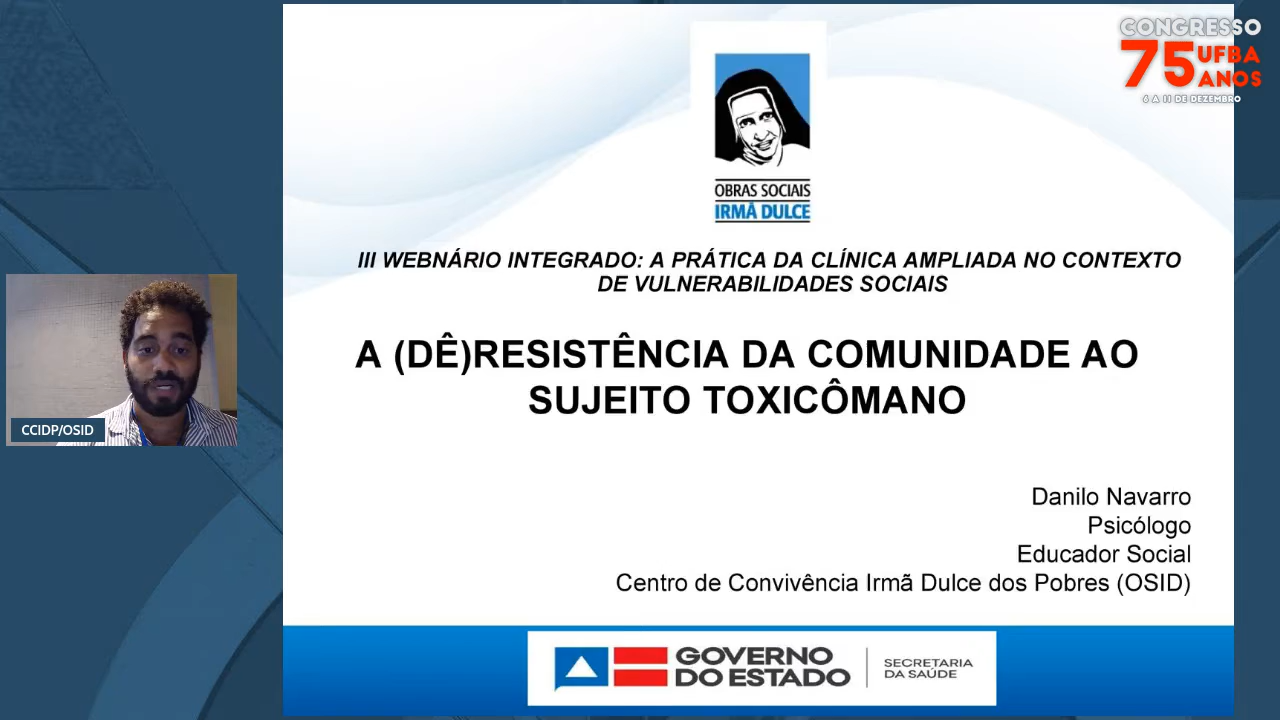 CONGRESSO
75 UFBA
ANOS
6 A 11 DE DEZEMBRO
OBRAS SOCIAIS
IRMÃ DULCE
III WEBNÁRIO INTEGRADO: A PRÁTICA DA CLÍNICA AMPLIADA NO CONTEXTO
DE VULNERABILIDADES SOCIAIS
A (DÊ)RESISTÊNCIA DA COMUNIDADE AO
SUJEITO TOXICÔMANO
CCIDP/OSID
Danilo Navarro
Psicólogo
Educador Social
Centro de Convivência Irmã Dulce dos Pobres (OSID)
GOVERNO
DO ESTADO
SECRETARIA
DA SAÚDE